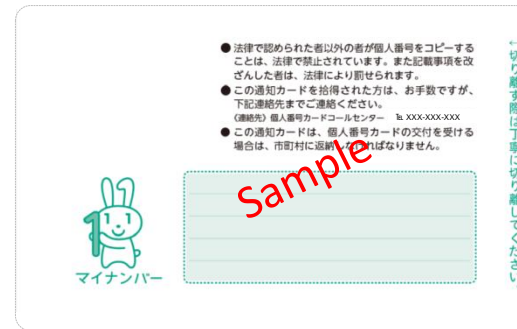 ● 法律で認められた者以外の者が個人番号をコピーする
ことは、法律で禁止されています。また記載事項を改
ざんした者は、法律により罰せられます。
● この通知カードを拾得された方は、お手数ですが、
下記連絡先までご連絡ください。
(連絡先) 個人番号カードコールセンター ℡ XXX-XXX-XXX
● この通知カードは、個人番号カードの交付を受ける
場合は、市町村に返納しなければなりません。
Sample
1
マイナンバー
←切り離す際は丁寧に切り離してください